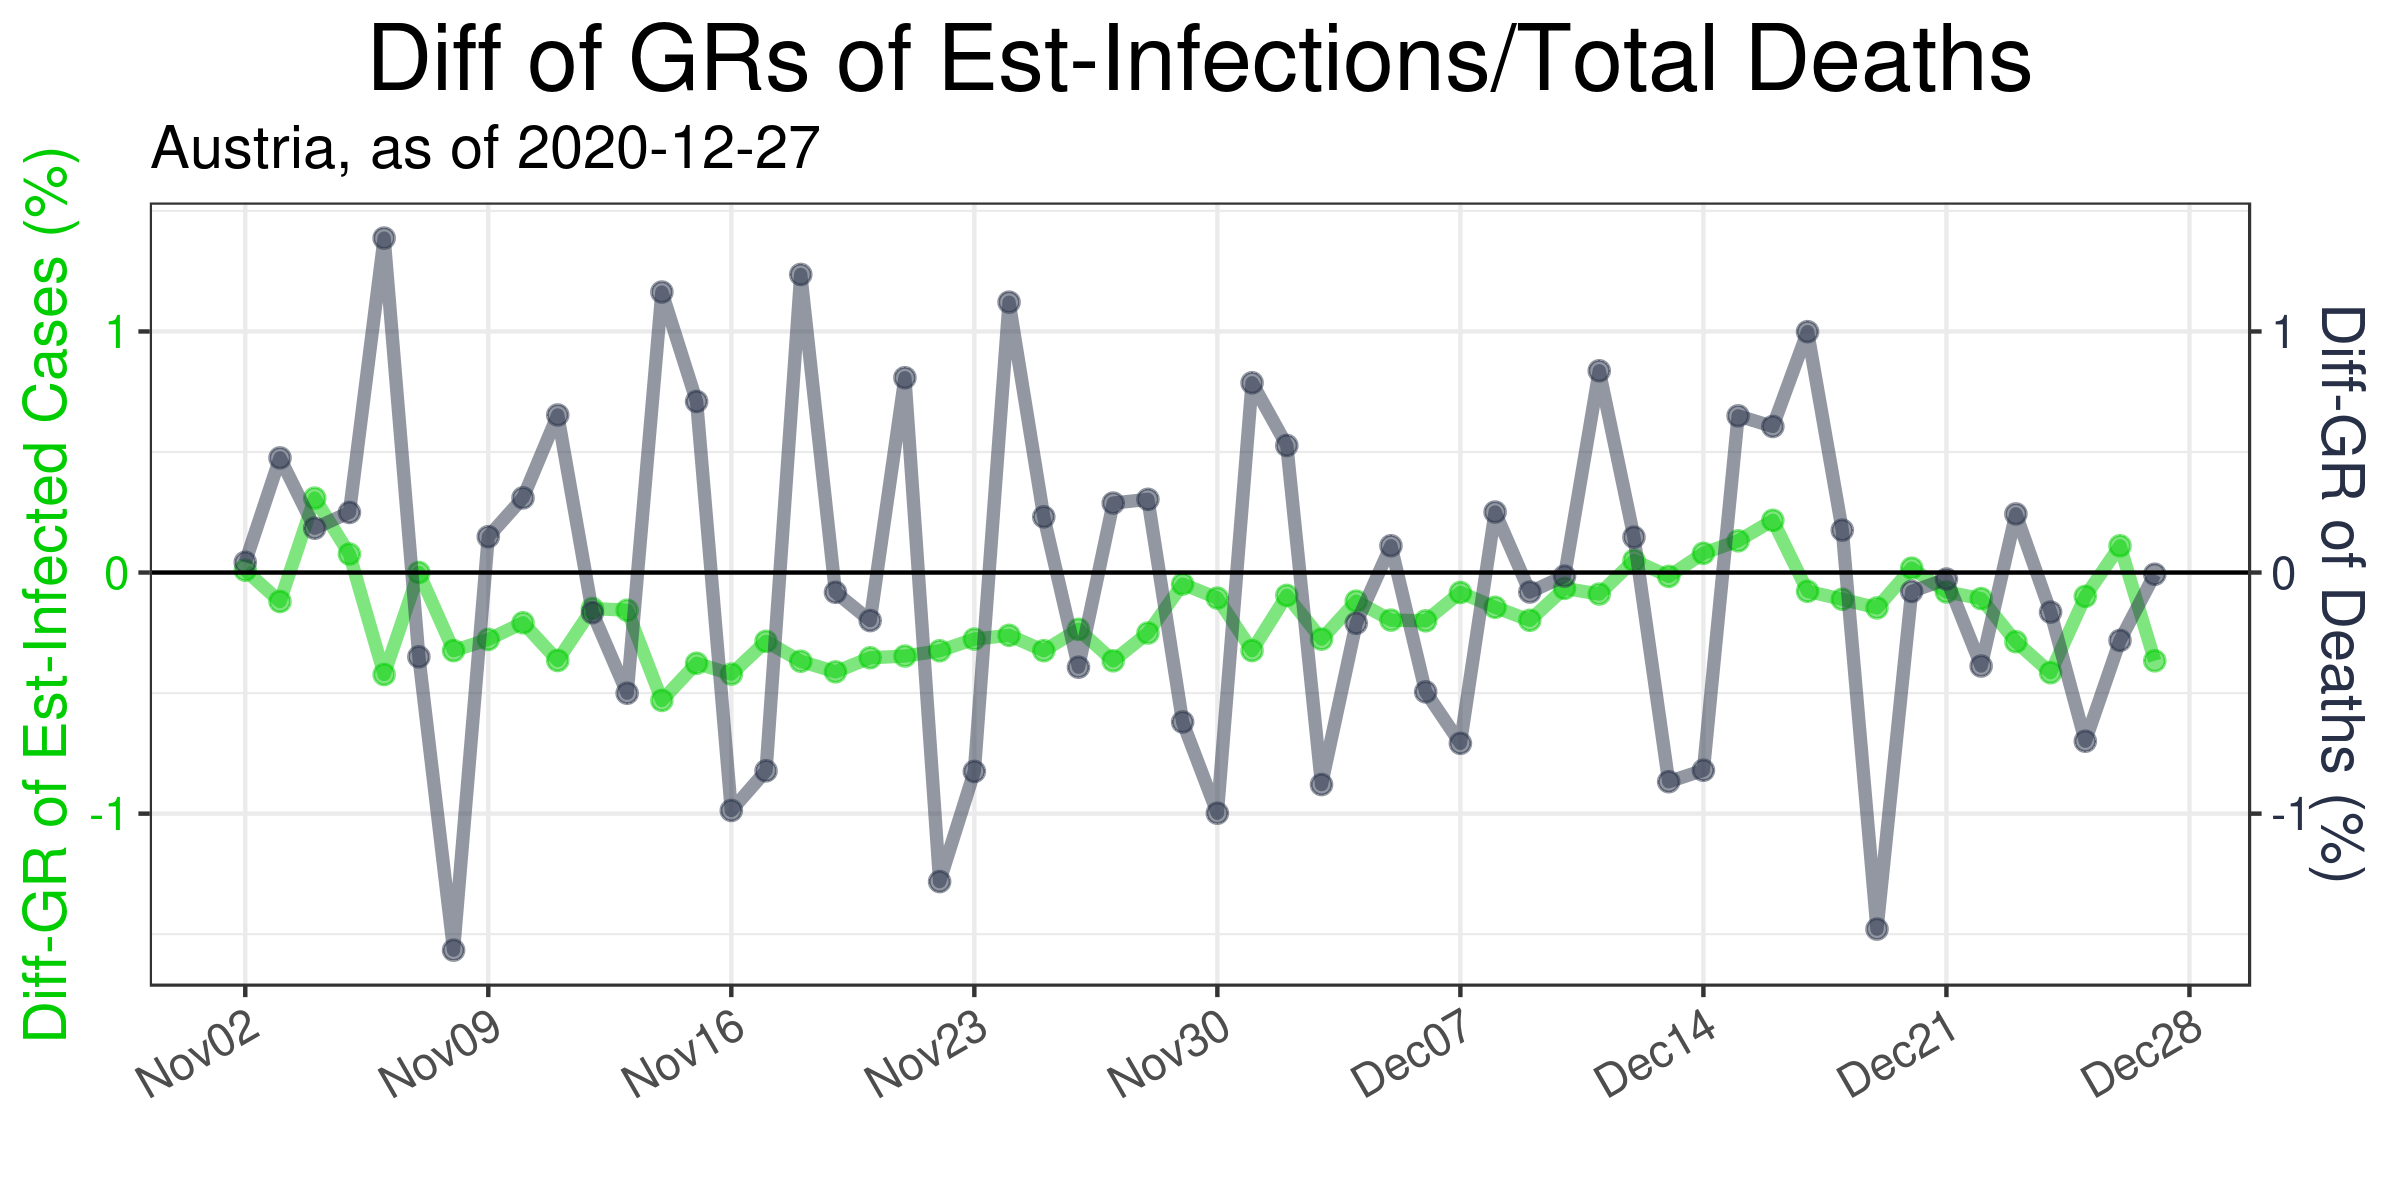 Diff of GRs of Est-Infections/Total Deaths
Austria, as of 2020-12-27
Diff-GR of Est-Infected Cases (%)
1
0
-1
1
0
-1
Diff-GR of Deaths (%)
Nov02
Nov09
Nov16
Nov23
Nov30
Dec07
Dec14
Dec21
Dec28